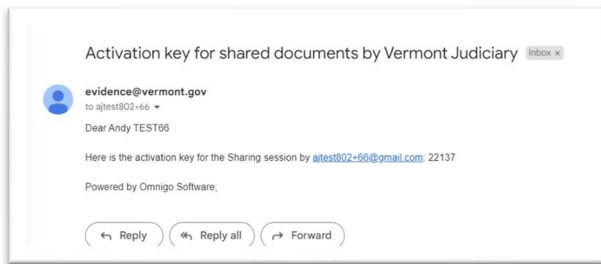 Activation key for shared documents by Vermont Judiciary Inbox ×
evidence@vermont.gov
to ajtest802+66
Dear Andy TEST66
Here is the activation key for the Sharing session by ajtest802+66@gmail.com: 22137
Powered by Omnigo Software;
Reply Reply all Forward